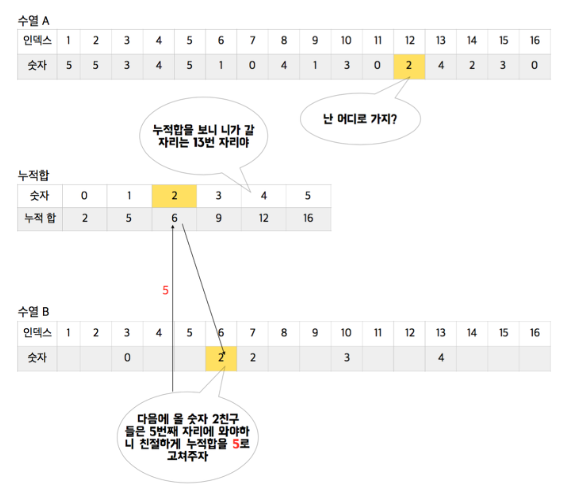 수열 A
인덱스 1 2 3 4 5 6 7 8 9 10 11 12 13 14 15 16
숫자 5 5 3 4 5 1 0 4 1 3 0 2 4 2 3 0
난 어디로 가지?
누적합을 보니 니가 갈
자리는 13번 자리야
누적합
숫자 0 1 2 3 4 5
누적 합 2 5 6 9 12 16
5
수열 B
인덱스 1 2 3 4 5 6 7 8 9 10 11 12 13 14 15 16
숫자 0 2 2 3 4
다음에 올 숫자 2친구
들은 5번째 자리에 와야하
니 친절하게 누적합을 5로
고쳐주자